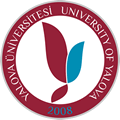 YALOVA ÜNİVERSİTESİ
UNIVERSITY OF YALOVA
2008